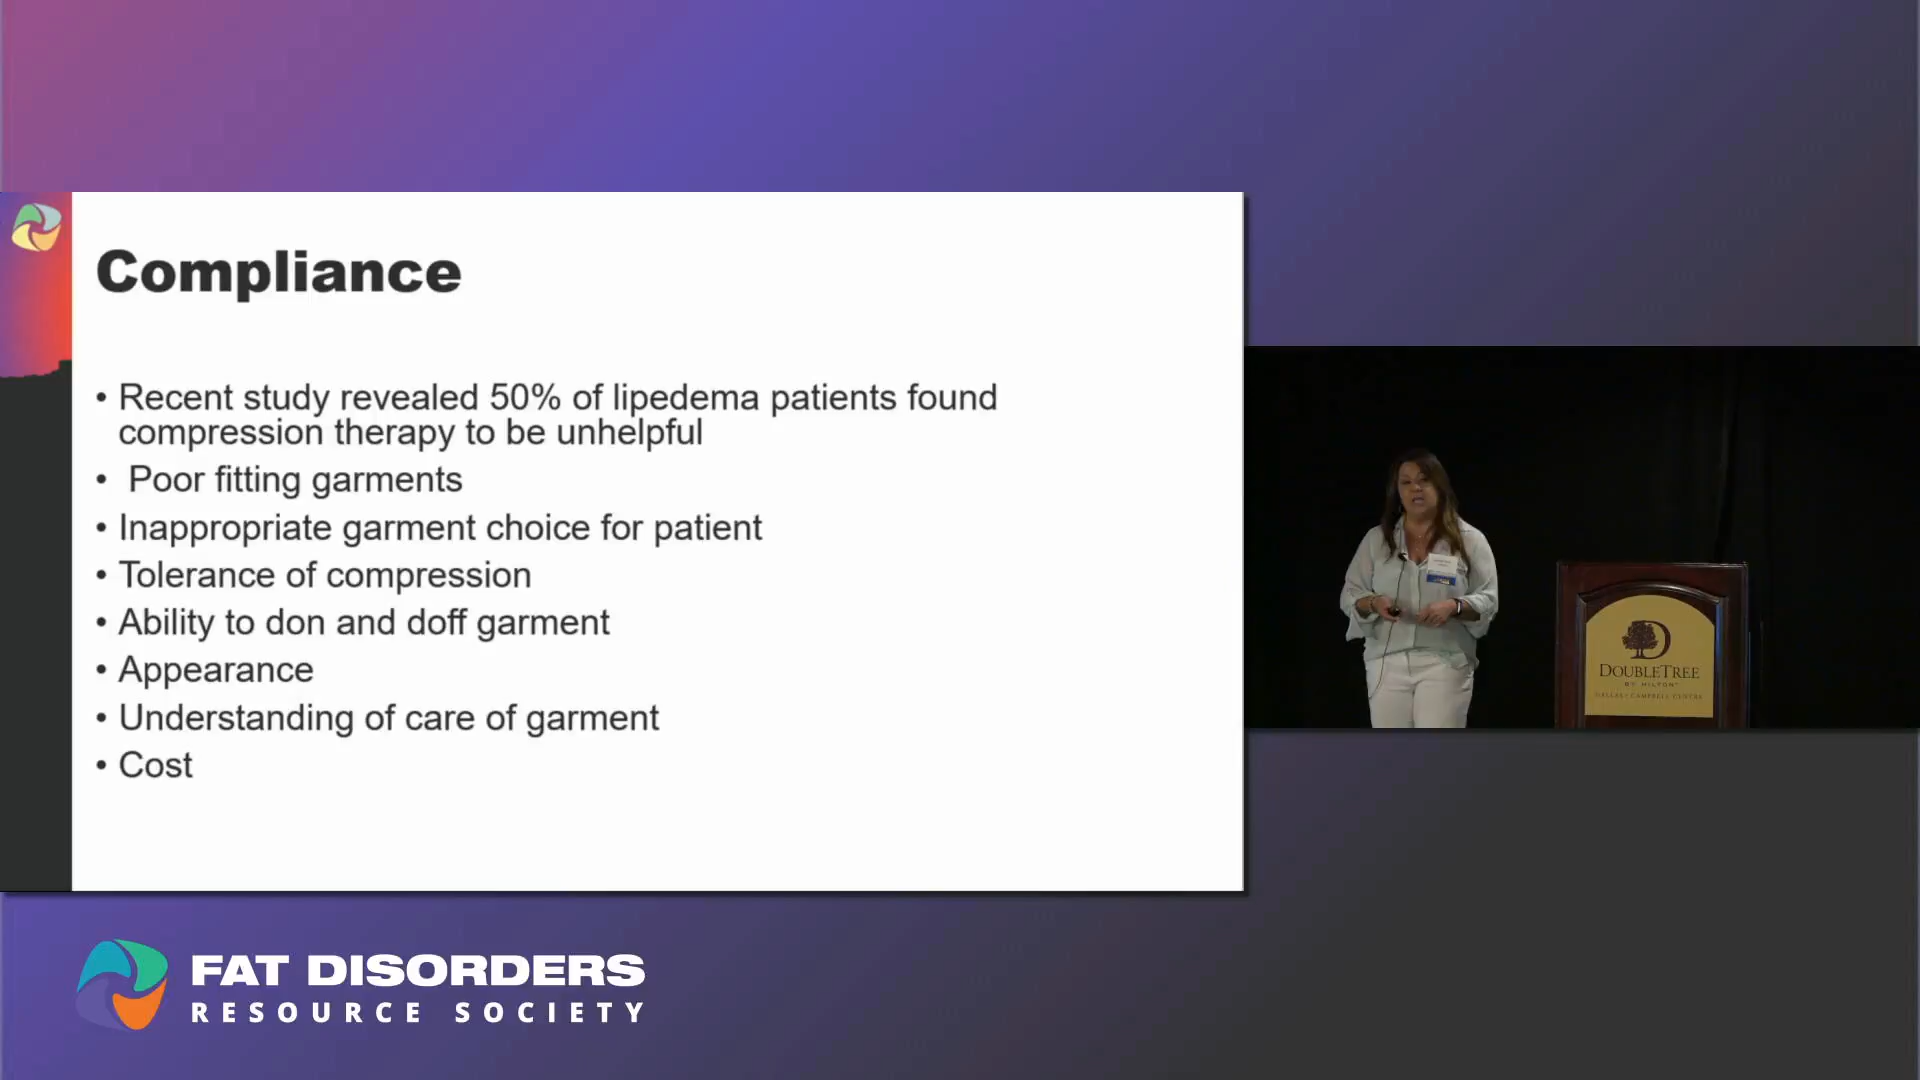 Compliance
• Recent study revealed 50% of lipedema patients found
compression therapy to be unhelpful
• Poor fitting garments
• Inappropriate garment choice for patient
• Tolerance of compression
• Ability to don and doff garment
• Appearance
• Understanding of care of garment
• Cost
D
DOUBLETREE
BY HILTON
DALLAS CAMPBELL CENTRE
FAT DISORDERS
RESOURCE SOCIETY